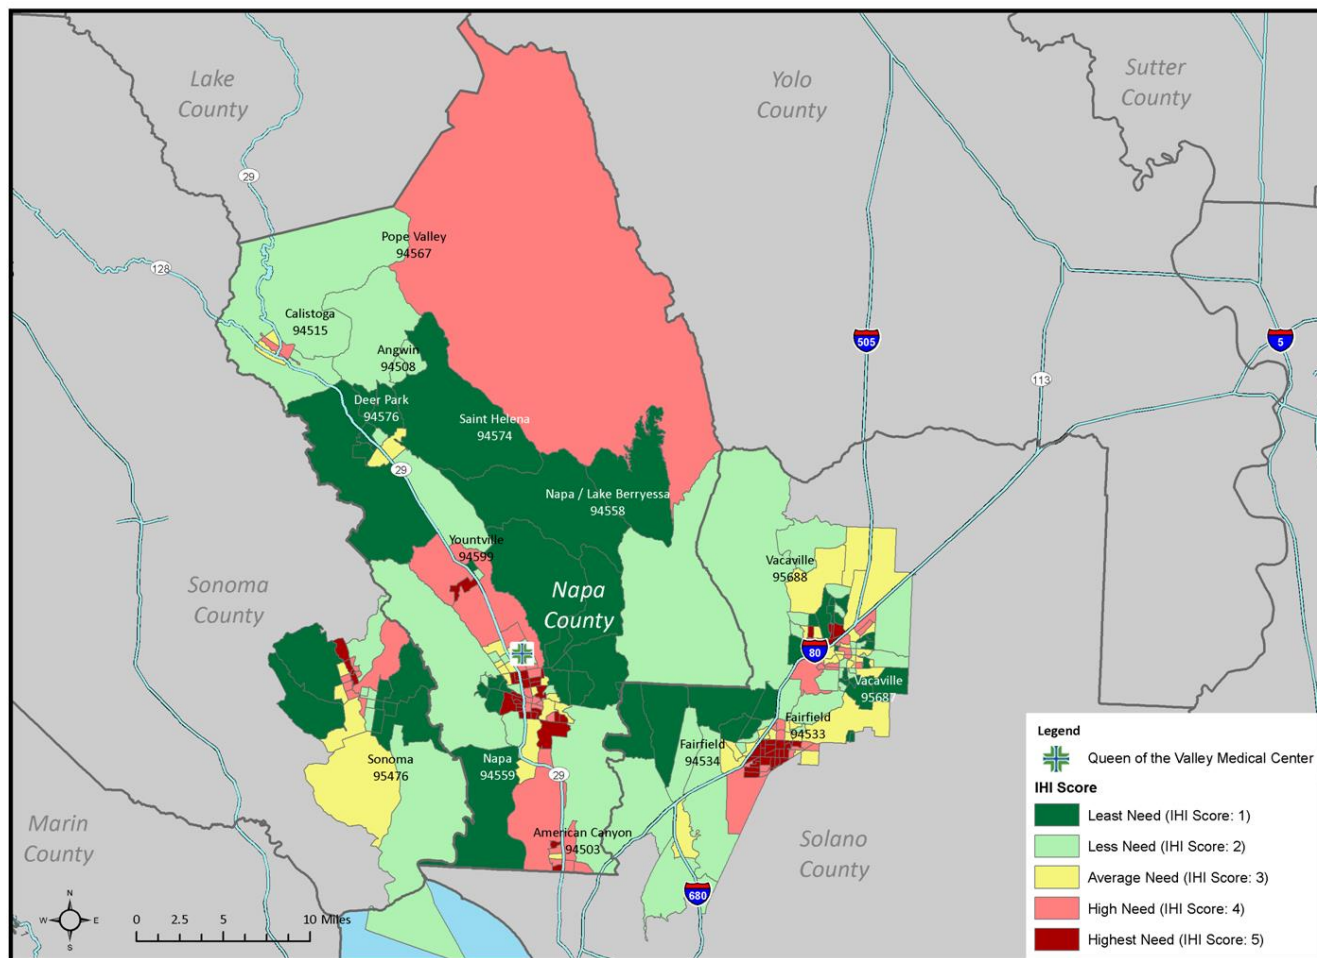 Lake
County
Yolo
County
Sutter
County
29
128
Pope Valley
94567
Calistoga
94515
Angwin
94508
505
5
113
Deer Park
94576
Saint Helena
94574
29
Napa / Lake Berryessa
94558
Yountville
94599
Vacaville
95688
Sonoma
County
Napa
County
80
Vacaville
95687
Fairfield
94533
Fairfield
94534
Sonoma
95476
Napa
94559
29
American Canyon
94503
Marin
County
Solano
County
680
N
W
E
S
0 2.5 5 10 Miles
Legend
Queen of the Valley Medical Center
IHI Score
Least Need (IHI Score: 1)
Less Need (IHI Score: 2)
Average Need (IHI Score: 3)
High Need (IHI Score: 4)
Highest Need (IHI Score: 5)